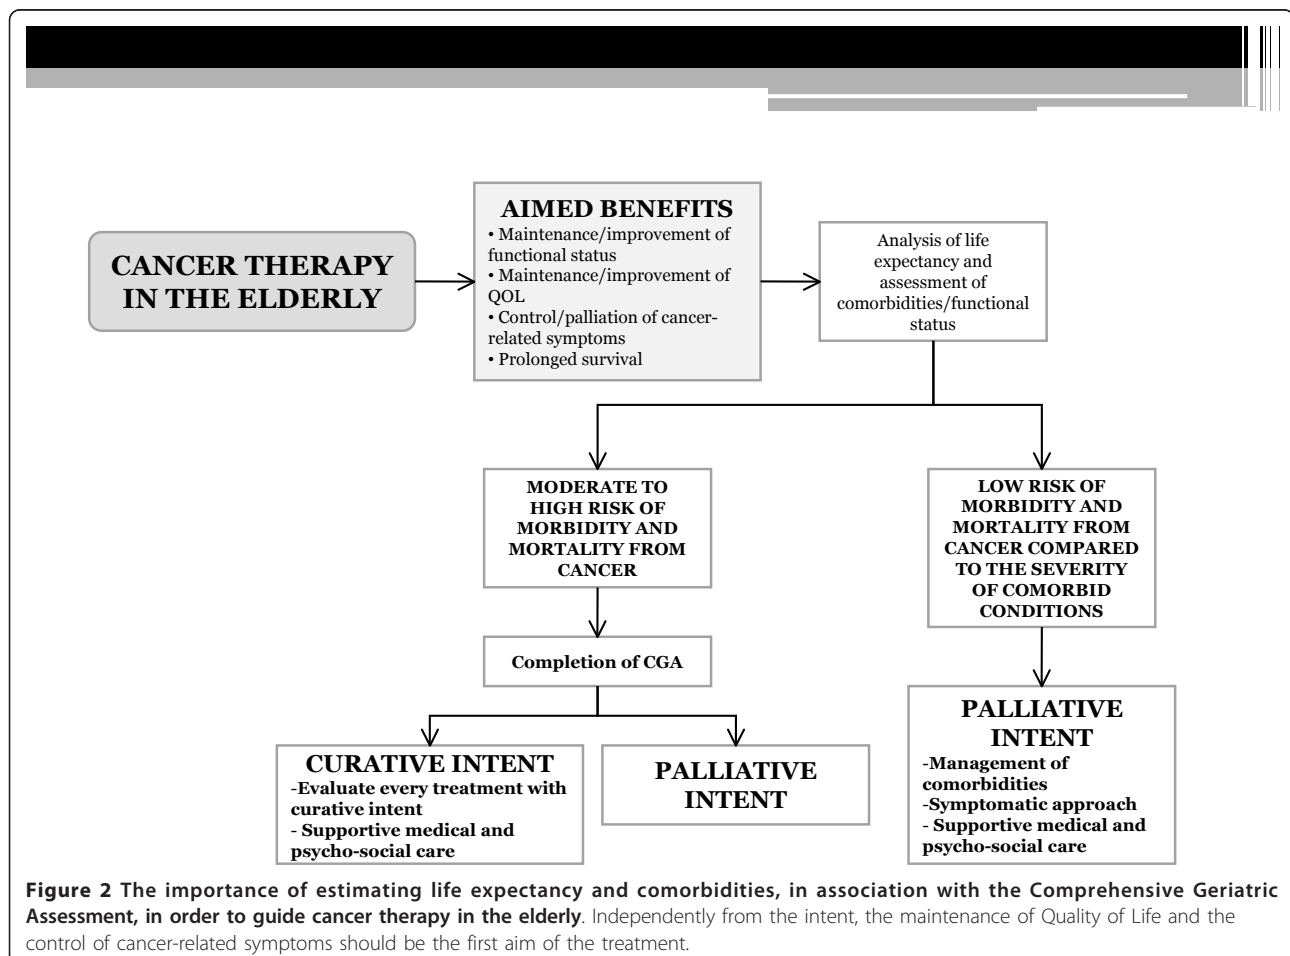 CANCER THERAPY
IN THE ELDERLY
AIMED BENEFITS
• Maintenance/improvement of
functional status
• Maintenance/improvement of
QOL
• Control/palliation of cancer-
related symptoms
• Prolonged survival
Analysis of life
expectancy and
assessment of
comorbidities/functional
status
MODERATE TO
HIGH RISK OF
MORBIDITY AND
MORTALITY FROM
CANCER
LOW RISK OF
MORBIDITY AND
MORTALITY FROM
CANCER COMPARED
TO THE SEVERITY
OF COMORBID
CONDITIONS
Completion of CGA
CURATIVE INTENT
-Evaluate every treatment with
curative intent
- Supportive medical and
psycho-social care
PALLIATIVE
INTENT
PALLIATIVE
INTENT
-Management of
comorbidities
-Symptomatic approach
- Supportive medical and
psycho-social care
Figure 2 The importance of estimating life expectancy and comorbidities, in association with the Comprehensive Geriatric
Assessment, in order to guide cancer therapy in the elderly. Independently from the intent, the maintenance of Quality of Life and the
control of cancer-related symptoms should be the first aim of the treatment.